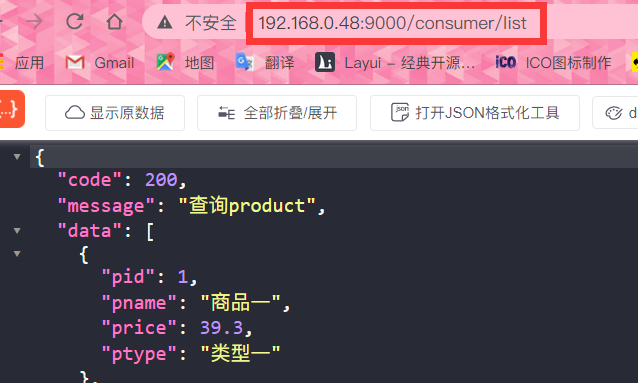 不安全 192.168.0.48:9000/consumer/list
应用 Gmail 地图 翻译 Layui – 经典开源... ICO ICO图标制作
{...} 显示原数据 全部折叠/展开 json 打开JSON格式化工具 d
{
"code": 200,
"message": "查询product",
"data": [
{
"pid": 1,
"pname": "商品一",
"price": 39.3,
"ptype": "类型一"
},